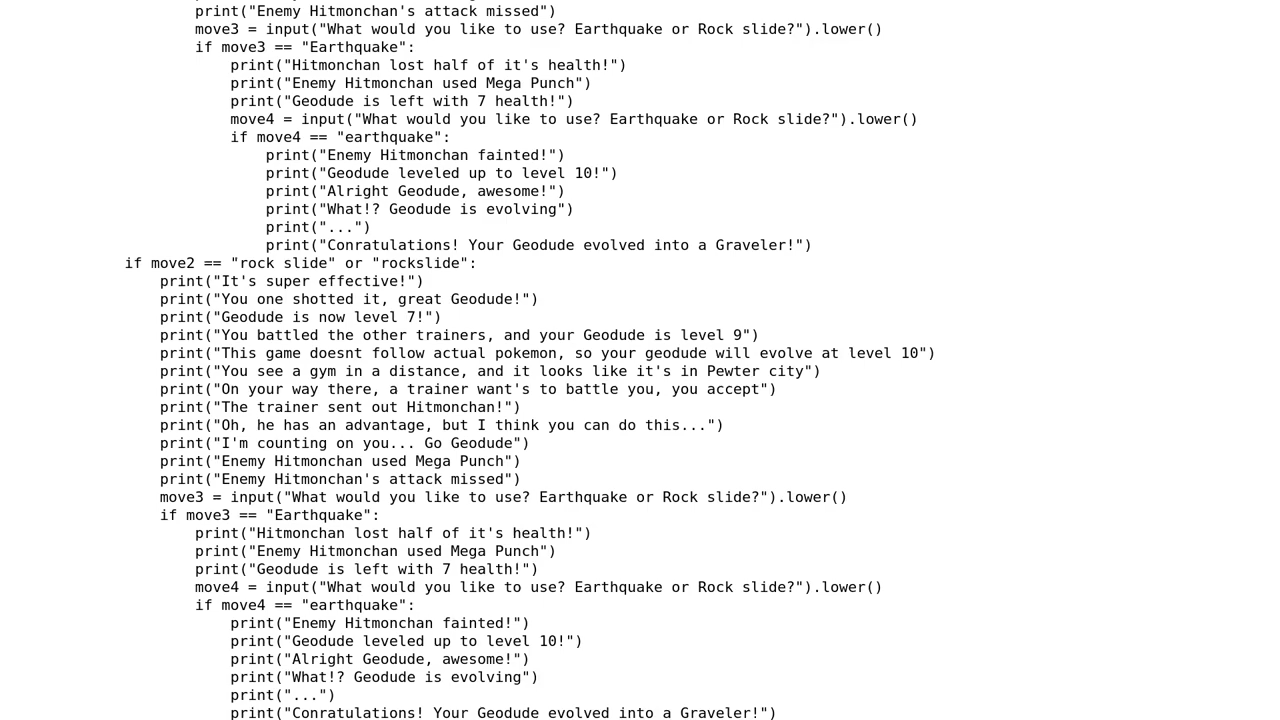 print("Enemy Hitmonchan's attack missed")
move3 = input("What would you like to use? Earthquake or Rock slide?").lower()
if move3 == "Earthquake":
print("Hitmonchan lost half of it's health!")
print("Enemy Hitmonchan used Mega Punch")
print("Geodude is left with 7 health!")
move4 = input("What would you like to use? Earthquake or Rock slide?").lower()
if move4 == "earthquake":
print("Enemy Hitmonchan fainted!")
print("Geodude leveled up to level 10!")
print("Alright Geodude, awesome!")
print("What!? Geodude is evolving")
print("...")
print("Conratulations! Your Geodude evolved into a Graveler!")
if move2 == "rock slide" or "rockslide":
print("It's super effective!")
print("You one shotted it, great Geodude!")
print("Geodude is now level 7!")
print("You battled the other trainers, and your Geodude is level 9")
print("This game doesnt follow actual pokemon, so your geodude will evolve at level 10")
print("You see a gym in a distance, and it looks like it's in Pewter city")
print("On your way there, a trainer want's to battle you, you accept")
print("The trainer sent out Hitmonchan!")
print("Oh, he has an advantage, but I think you can do this...")
print("I'm counting on you... Go Geodude")
print("Enemy Hitmonchan used Mega Punch")
print("Enemy Hitmonchan's attack missed")
move3 = input("What would you like to use? Earthquake or Rock slide?").lower()
if move3 == "Earthquake":
print("Hitmonchan lost half of it's health!")
print("Enemy Hitmonchan used Mega Punch")
print("Geodude is left with 7 health!")
move4 = input("What would you like to use? Earthquake or Rock slide?").lower()
if move4 == "earthquake":
print("Enemy Hitmonchan fainted!")
print("Geodude leveled up to level 10!")
print("Alright Geodude, awesome!")
print("What!? Geodude is evolving")
print("...")
print("Conratulations! Your Geodude evolved into a Graveler!")